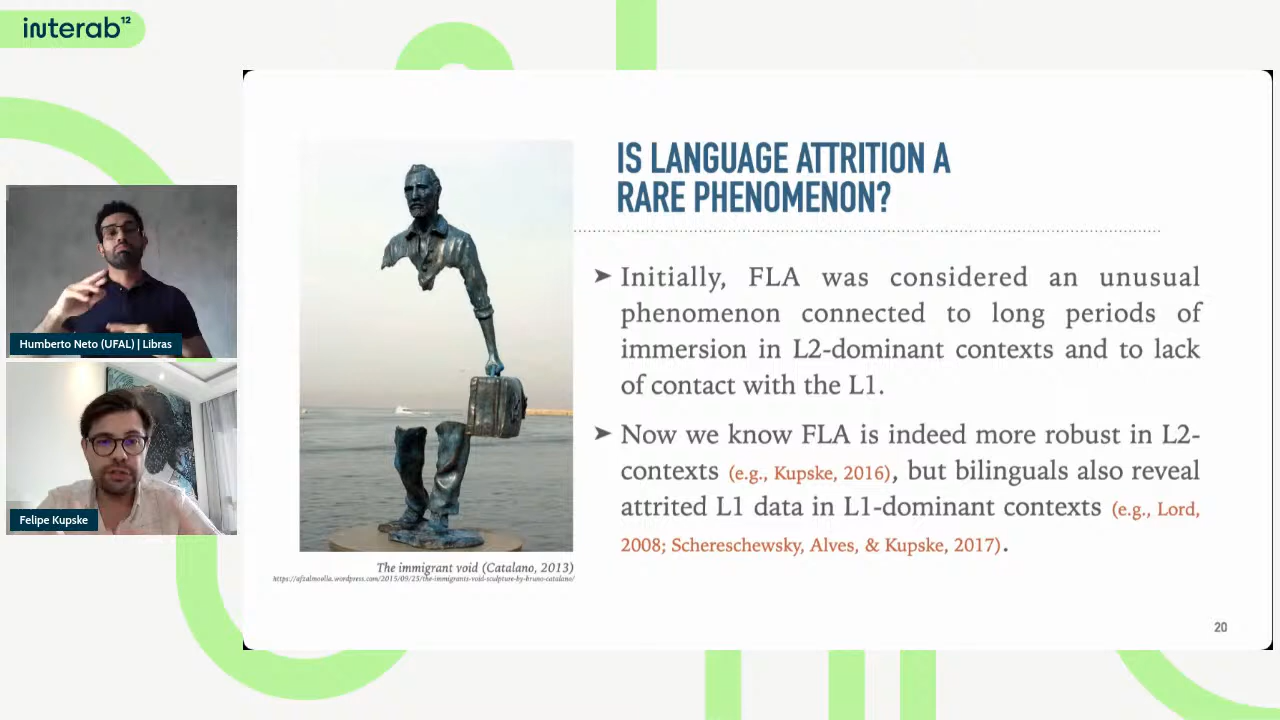 interab¹²
Humberto Neto (UFAL) | Libras
Felipe Kupske
IS LANGUAGE ATTRITION A
RARE PHENOMENON?
➤ Initially, FLA was considered an unusual
phenomenon connected to long periods of
immersion in L2-dominant contexts and to lack
of contact with the L1.
➤ Now we know FLA is indeed more robust in L2-
contexts (e.g., Kupske, 2016), but bilinguals also reveal
attrited L1 data in L1-dominant contexts (e.g., Lord,
2008; Schereschewsky, Alves, & Kupske, 2017).
The immigrant void (Catalano, 2013)
20